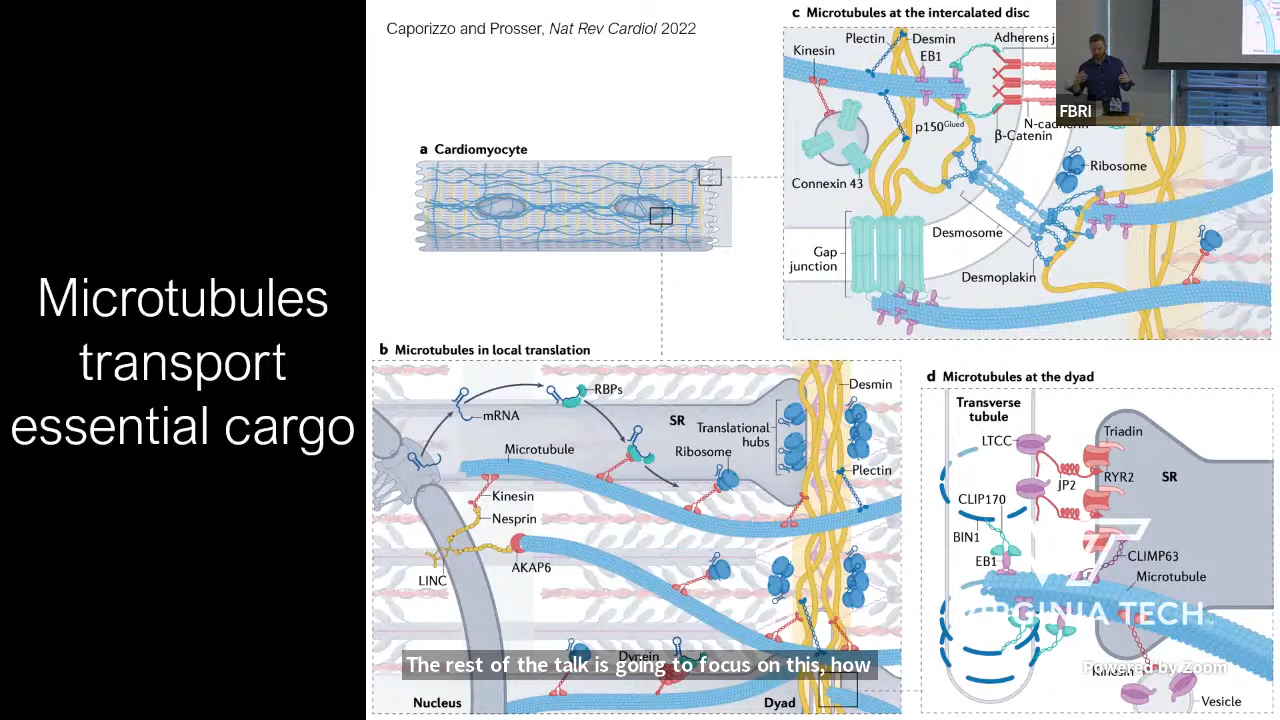 Microtubules
transport
essential cargo
Caporizzo and Prosser, Nat Rev Cardiol 2022
a Cardiomyocyte
c Microtubules at the intercalated disc
Kinesin
Plectin
Desmin
EB1
Adherens j
p150Glued
N-cadherin
β-Catenin
Connexin 43
Ribosome
Gap
junction
Desmosome
Desmoplakin
b Microtubules in local translation
mRNA
RBPs
SR
Translational
hubs
Desmin
Microtubule
Ribosome
Plectin
Kinesin
Nesprin
LINC
AKAP6
Dynein
Nucleus
Dyad
d Microtubules at the dyad
Transverse
tubule
LTCC
Triadin
JP2
RYR2
SR
CLIP170
BIN1
EB1
CLIMP63
Microtubule
Kinesin
Vesicle
FBRI
VIRGINIA TECH
Powered by Zoom
The rest of the talk is going to focus on this, how